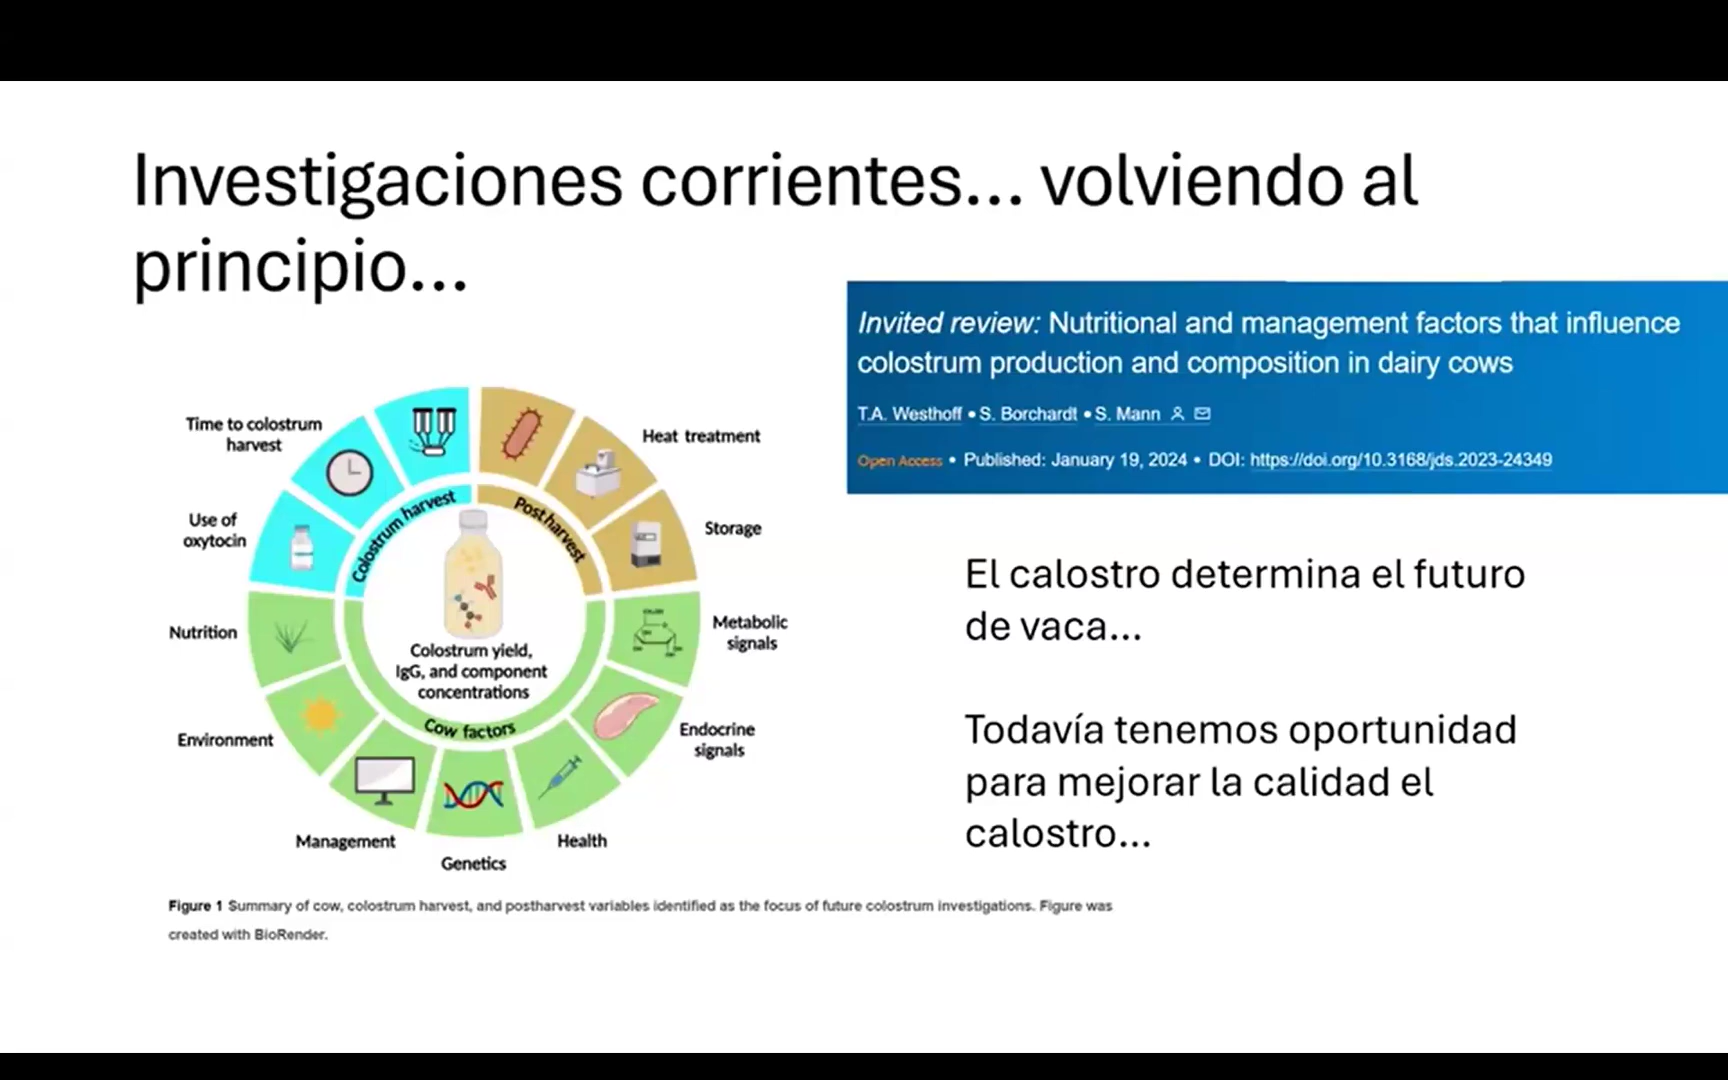 Investigaciones corrientes... volviendo al
principio...
Invited review: Nutritional and management factors that influence
colostrum production and composition in dairy cows
T.A. Westhoff • S. Borchardt • S. Mann
Open Access • Published: January 19, 2024 • DOI: https://doi.org/10.3168/jds.2023-24349
Time to colostrum
harvest
Heat treatment
Use of
oxytocin
Storage
Colostrum harvest
Postharvest
Nutrition
Metabolic
signals
Colostrum yield,
IgG, and component
concentrations
Cow factors
Environment
Endocrine
signals
Management
Genetics
Health
El calostro determina el futuro
de vaca...
Todavía tenemos oportunidad
para mejorar la calidad el
calostro...
Figure 1 Summary of cow, colostrum harvest, and postharvest variables identified as the focus of future colostrum investigations. Figure was
created with BioRender.